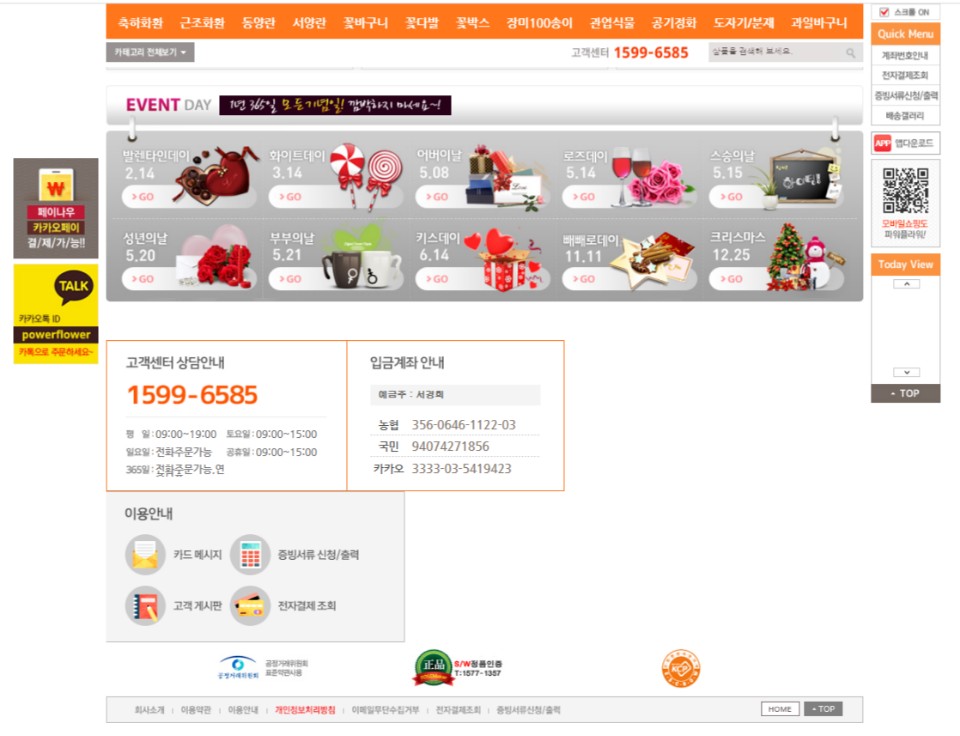 축하화환 근조화환 동양란 서양란 꽃바구니 꽃다발 꽃박스 장미100송이 관엽식물 공기정화 도자기/분재 과일바구니
스크롤 ON
Quick Menu
계좌번호안내
전자결제조회
증빙서류신청/출력
배송갤러리
APP 앱다운로드
모바일쇼핑도
파워플라워!
Today View
- TOP
카테고리 전체보기
고객센터 1599-6585
상품을 검색해 보세요.
EVENT DAY 1년 365일 모든기념일! 깜박하지 마세요~!
발렌타인데이 화이트데이 어버이날 로즈데이 스승의날
2.14 3.14 5.08 5.14 5.15
> GO > GO > GO > GO > GO
성년의날 부부의날 키스데이 빼빼로데이 크리스마스
5.20 5.21 6.14 11.11 12.25
> GO > GO > GO > GO > GO
페이나우
카카오페이
결/제/가/능!!
TALK
카카오톡 ID
powerflower
카톡으로 주문하세요~
고객센터 상담안내
1599-6585
평 일:09:00~19:00 토요일:09:00~15:00
일요일:전화주문가능 공휴일:09:00~15:00
365일:전화주문가능.연
입금계좌 안내
예금주 : 서경희
농협 356-0646-1122-03
국민 94074271856
카카오 3333-03-5419423
이용안내
카드 메시지 증빙서류 신청/출력
고객 게시판 전자결제 조회
공정거래위원회
공정거래위원회
표준약관사용
正品
S/W정품인증
T:1577-1357
회사소개 이용약관 이용안내 개인정보처리방침 이메일무단수집거부 전자결제조회 증빙서류신청/출력
HOME
- TOP